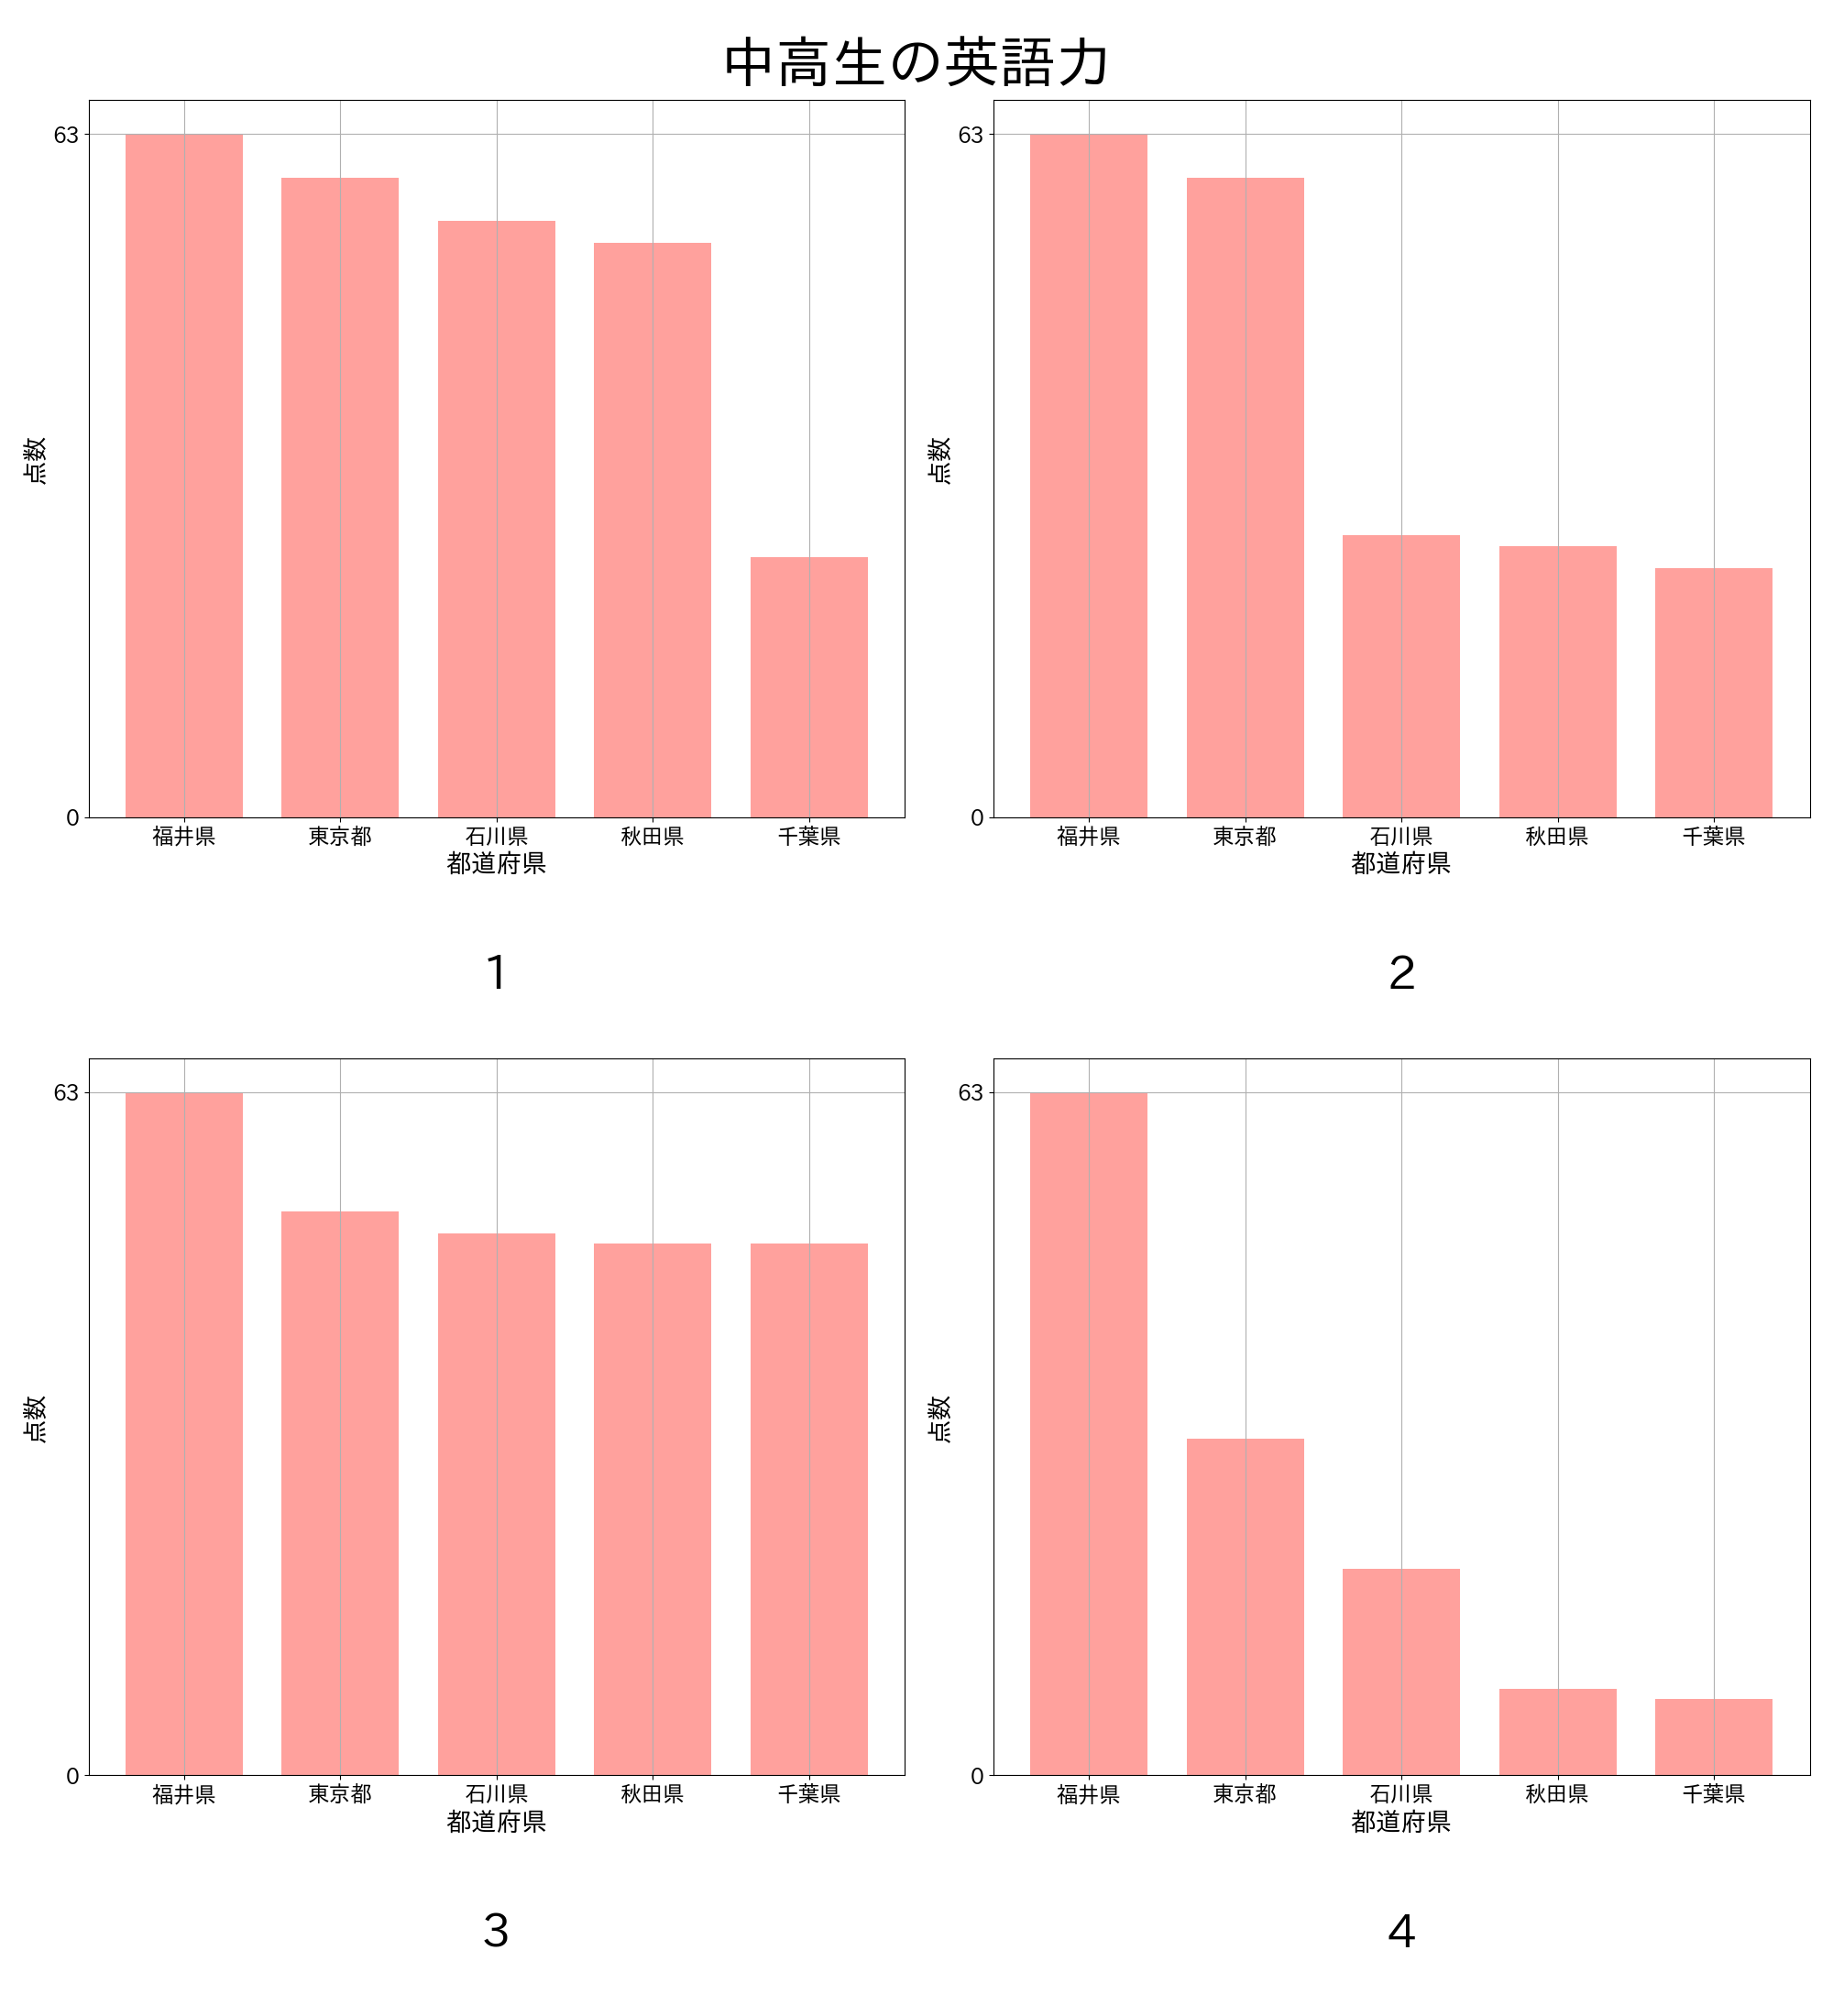 中高生の英語力
63
点数
0
福井県 東京都 石川県 秋田県 千葉県
都道府県
1
63
点数
0
福井県 東京都 石川県 秋田県 千葉県
都道府県
2
63
点数
0
福井県 東京都 石川県 秋田県 千葉県
都道府県
3
63
点数
0
福井県 東京都 石川県 秋田県 千葉県
都道府県
4